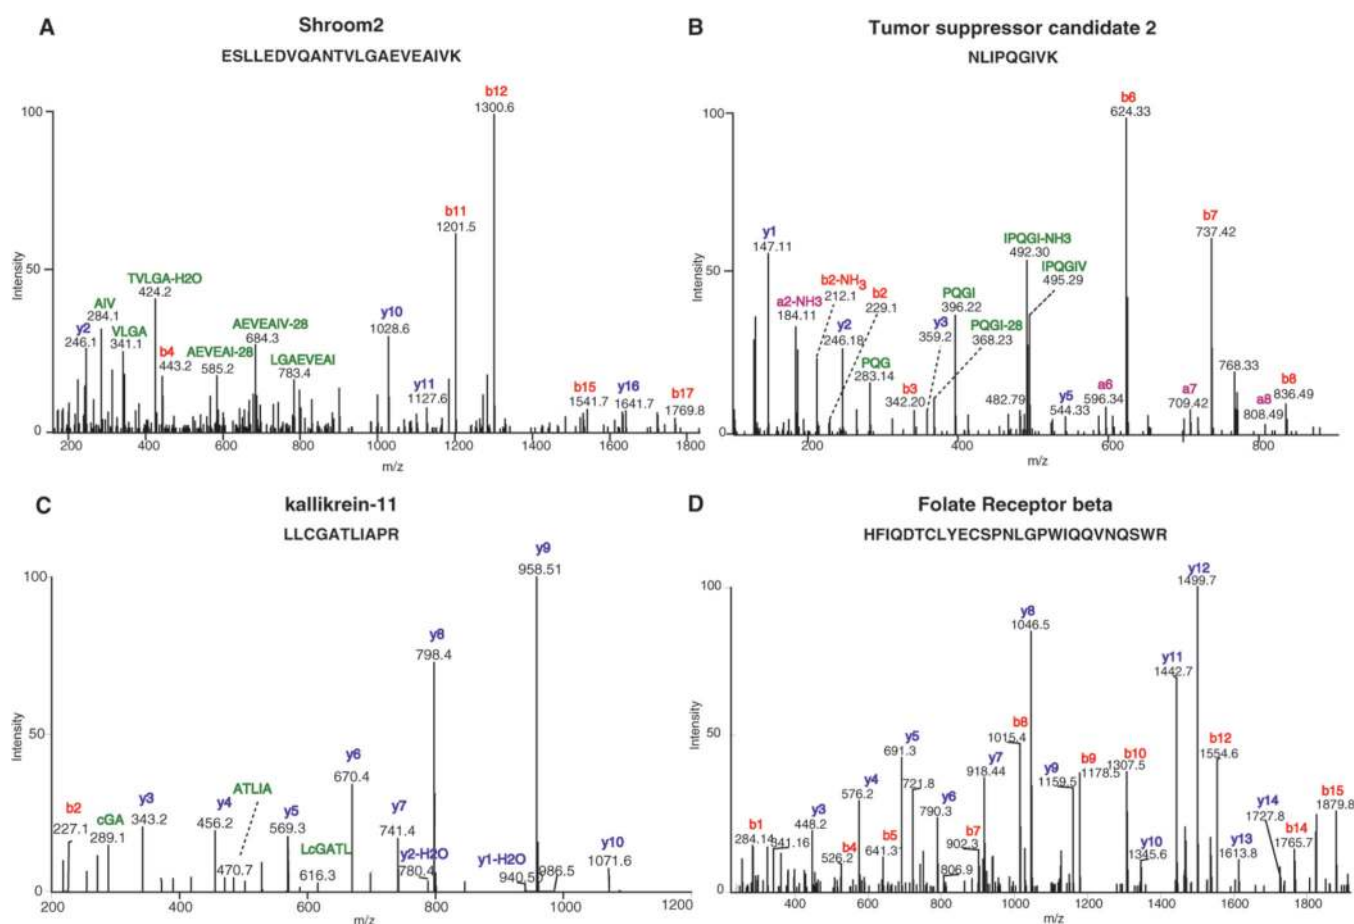 A
Shroom2
ESLLEDVQANTVLGAEVEAIVK
100
50
0
Intensity
b12
1300.6
b11
1201.5
TVLGA-H2O
424.2
AIV
284.1
y2
246.1
VLGA
341.1
b4
443.2
AEVEAI-28
585.2
AEVEAIV-28
684.3
LGAEVEAI
783.4
y10
1028.6
y11
1127.6
b15
1541.7
y16
1641.7
b17
1769.8
200 400 600 800 1000 1200 1400 1600 1800
m/z
B
Tumor suppressor candidate 2
NLIPQGIVK
100
50
0
Intensity
b6
624.33
b7
737.42
y1
147.11
a2-NH3
184.11
b2-NH3
212.1
b2
229.1
y2
246.18
PQG
283.14
b3
342.20
y3
359.2
PQGI
396.22
PQGI-28
368.23
IPQGI-NH3
492.30
IPQGIV
495.29
482.79
y5
544.33
a6
596.34
a7
709.42
768.33
a8
808.49
b8
836.49
400 600 800
m/z
C
kallikrein-11
LLCGATLIAPR
100
50
0
Intensity
y9
958.51
y8
798.4
y6
670.4
b2
227.1
cGA
289.1
y3
343.2
y4
456.2
ATLIA
470.7
y5
569.3
LcGATL
616.3
y7
741.4
y2-H2O
780.4
y1-H2O
940.50
986.5
y10
1071.6
200 400 600 800 1000 1200
m/z
D
Folate Receptor beta
HFIQDTCLYECSPNLGPWIQQVNQSWR
100
50
0
Intensity
y12
1499.7
y8
1046.5
y11
1442.7
b8
1015.4
y5
691.3
721.8
y4
576.2
y7
918.44
y6
790.3
y9
1159.5
b9
1178.5
b10
1307.5
b12
1554.6
y3
448.2
b1
284.14
341.16
b4
526.2
b5
641.31
b7
902.3
806.9
y10
1345.6
y13
1613.8
y14
1727.8
b14
1765.7
b15
1879.8
400 600 800 1000 1200 1400 1600 1800
m/z